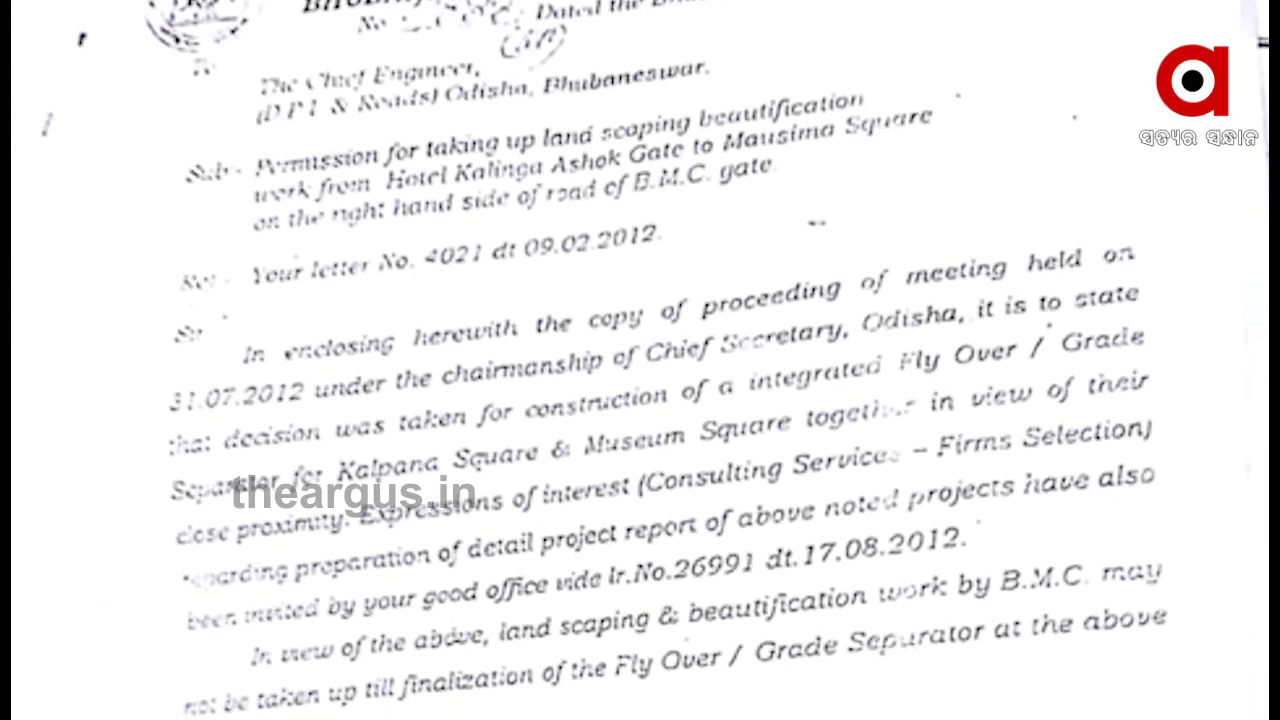 No.
Dated the
To
The Chief Engineer,
(D.P.I. & Roads) Odisha, Bhubaneswar.
ସତ୍ୟର ସନ୍ଧାନ
Sub:- Permission for taking up land scaping beautification
work from Hotel Kalinga Ashok Gate to Mausima Square
on the right hand side of road of B.M.C. gate.
Your letter No. 4021 dt 09.02.2012.
In enclosing herewith the copy of proceeding of meeting held on
31.07.2012 under the chairmanship of Chief Secretary, Odisha, it is to state
that decision was taken for construction of a integrated Fly Over / Grade
Separator for Kalpana Square & Museum Square together in view of their
close proximity. Expressions of interest (Consulting Services – Firms Selection)
theargus.in
regarding preparation of detail project report of above noted projects have also
been invited by your good office vide lr.No.26991 dt.17.08.2012.
In view of the above, land scaping & beautification work by B.M.C. may
not be taken up till finalization of the Fly Over / Grade Separator at the above